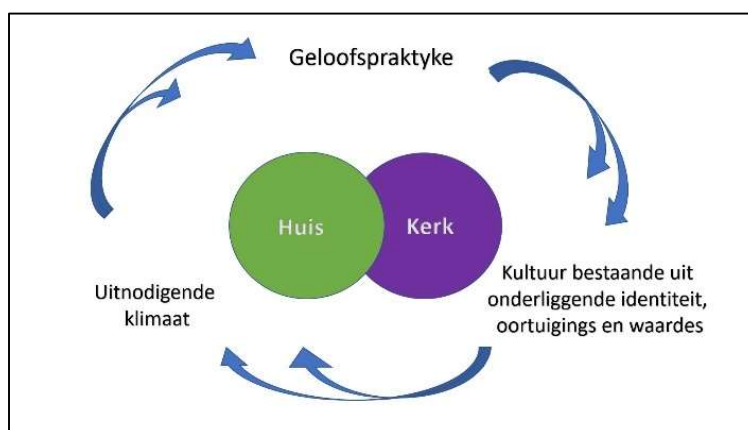 Geloofspraktyke
Huis
Kerk
Uitnodigende
klimaat
Kultuur bestaande uit
onderliggende identiteit,
oortuigings en waardes